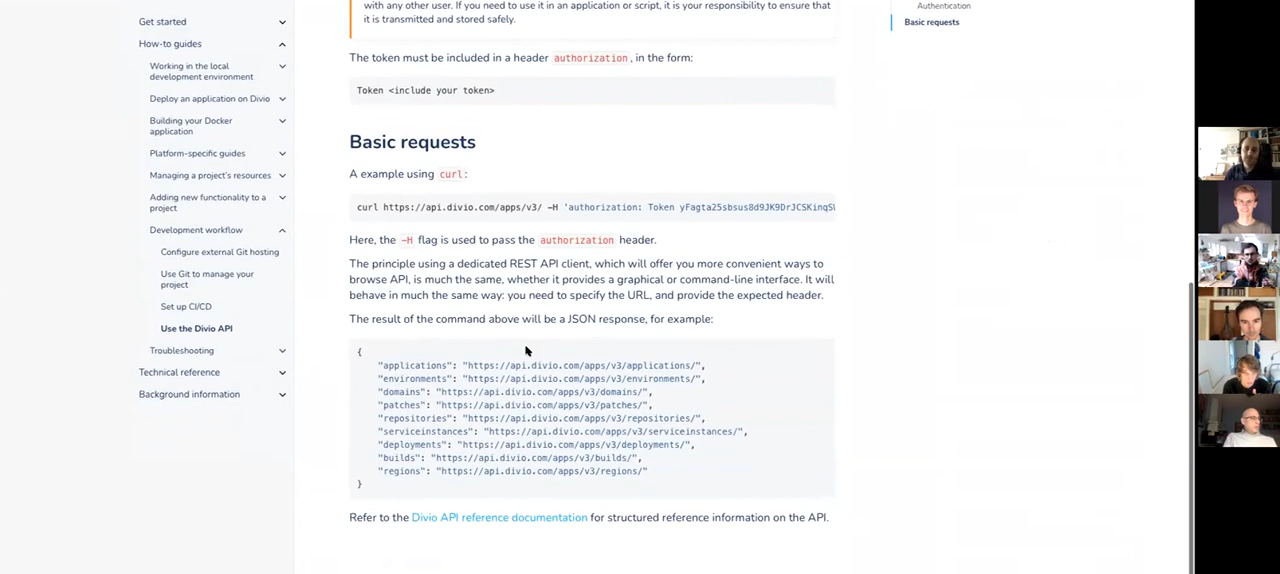 Get started
How-to guides
Working in the local
development environment
Deploy an application on Divio
Building your Docker
application
Platform-specific guides
Managing a project's resources
Adding new functionality to a
project
Development workflow
Configure external Git hosting
Use Git to manage your
project
Set up CI/CD
Use the Divio API
Troubleshooting
Technical reference
Background information
with any other user. If you need to use it in an application or script, it is your responsibility to ensure that
it is transmitted and stored safely.
The token must be included in a header authorization, in the form:
Token <include your token>
Basic requests
A example using curl:
curl https://api.divio.com/apps/v3/ -H 'authorization: Token yFagta25sbsus8d9JK9DrJCSKinqSW
Here, the -H flag is used to pass the authorization header.
The principle using a dedicated REST API client, which will offer you more convenient ways to
browse API, is much the same, whether it provides a graphical or command-line interface. It will
behave in much the same way: you need to specify the URL, and provide the expected header.
The result of the command above will be a JSON response, for example:
{
"applications": "https://api.divio.com/apps/v3/applications/",
"environments": "https://api.divio.com/apps/v3/environments/",
"domains": "https://api.divio.com/apps/v3/domains/",
"patches": "https://api.divio.com/apps/v3/patches/",
"repositories": "https://api.divio.com/apps/v3/repositories/",
"serviceinstances": "https://api.divio.com/apps/v3/serviceinstances/",
"deployments": "https://api.divio.com/apps/v3/deployments/",
"builds": "https://api.divio.com/apps/v3/builds/",
"regions": "https://api.divio.com/apps/v3/regions/"
}
Refer to the Divio API reference documentation for structured reference information on the API.
Authentication
Basic requests